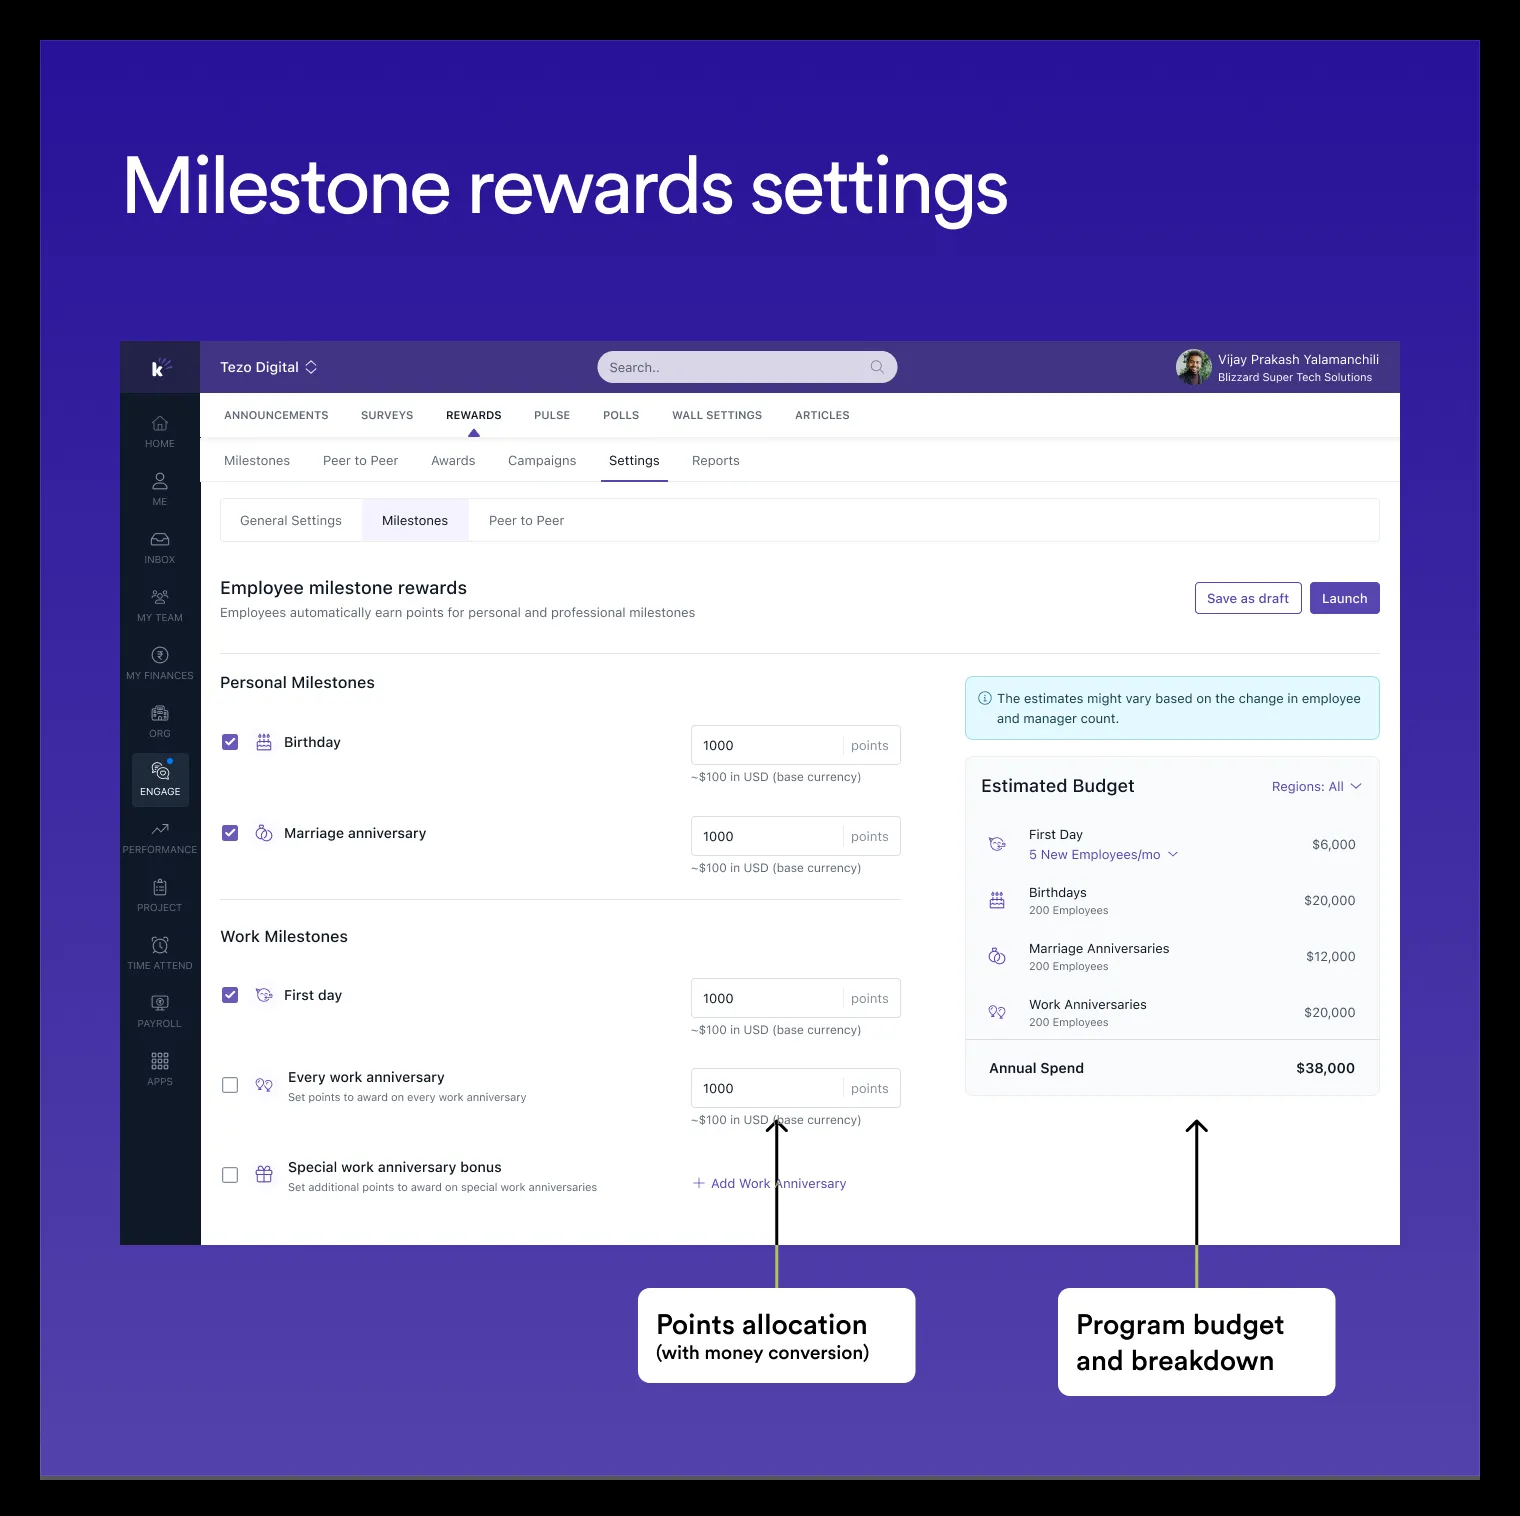 Milestone rewards settings
k
Tezo Digital
Search..
Vijay Prakash Yalamanchili
Blizzard Super Tech Solutions
ANNOUNCEMENTS SURVEYS REWARDS PULSE POLLS WALL SETTINGS ARTICLES
Milestones Peer to Peer Awards Campaigns Settings Reports
General Settings Milestones Peer to Peer
HOME
ME
INBOX
MY TEAM
MY FINANCES
ORG
ENGAGE
PERFORMANCE
PROJECT
TIME ATTEND
PAYROLL
APPS
Employee milestone rewards
Employees automatically earn points for personal and professional milestones
Save as draft Launch
Personal Milestones
Birthday
1000 points
~$100 in USD (base currency)
Marriage anniversary
1000 points
~$100 in USD (base currency)
Work Milestones
First day
1000 points
~$100 in USD (base currency)
Every work anniversary
Set points to award on every work anniversary
1000 points
~$100 in USD (base currency)
Special work anniversary bonus
Set additional points to award on special work anniversaries
+ Add Work Anniversary
The estimates might vary based on the change in employee
and manager count.
Estimated Budget Regions: All
First Day
5 New Employees/mo
$6,000
Birthdays
200 Employees
$20,000
Marriage Anniversaries
200 Employees
$12,000
Work Anniversaries
200 Employees
$20,000
Annual Spend $38,000
Points allocation
(with money conversion)
Program budget
and breakdown